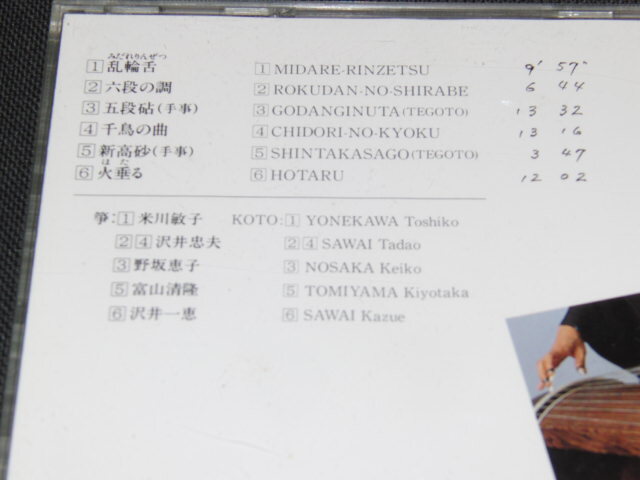 みだれりんぜつ
1 乱輪舌 1 MIDARE-RINZETSU 9' 57"
2 六段の調 2 ROKUDAN-NO-SHIRABE 6 44
3 五段砧(手事) 3 GODANGINUTA (TEGOTO) 13 32
4 千鳥の曲 4 CHIDORI-NO-KYOKU 13 16
5 新高砂(手事) 5 SHINTAKASAGO (TEGOTO) 3 47
ほた
6 火垂る 6 HOTARU 12 02
箏:1 米川敏子 KOTO:1 YONEKAWA Toshiko
2 4 沢井忠夫 2 4 SAWAI Tadao
3 野坂恵子 3 NOSAKA Keiko
5 富山清隆 5 TOMIYAMA Kiyotaka
6 沢井一恵 6 SAWAI Kazue